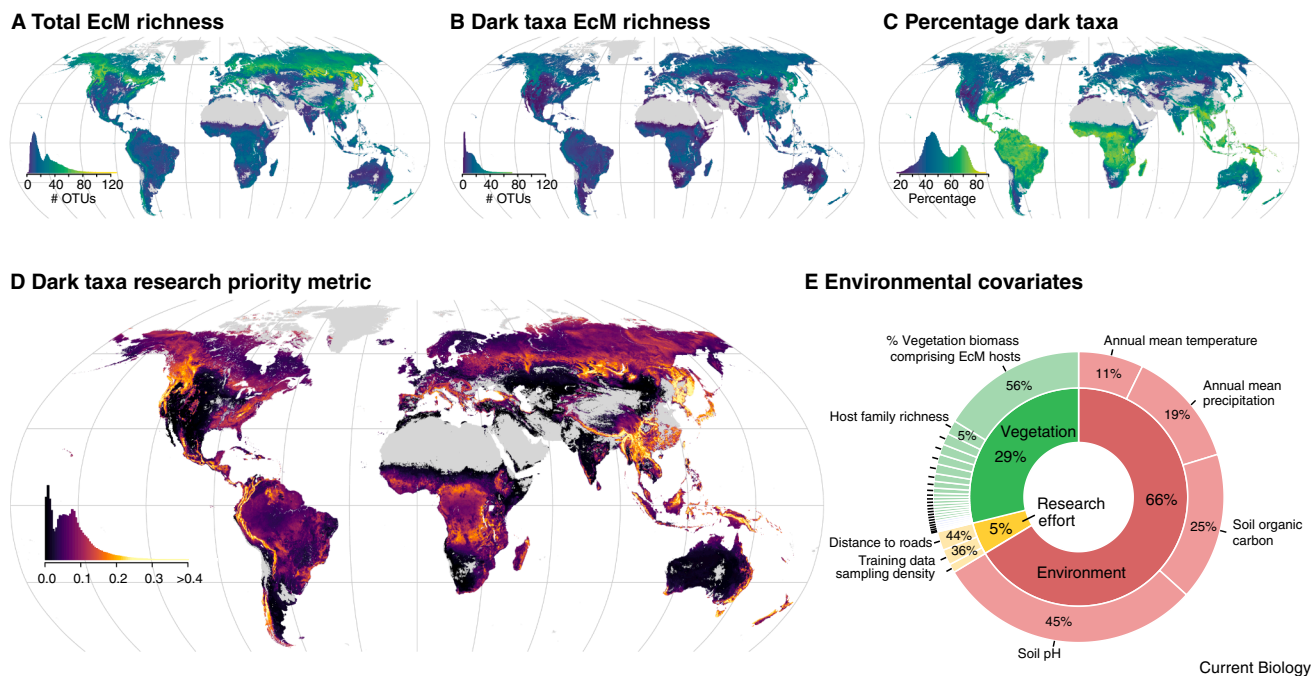 A Total EcM richness
B Dark taxa EcM richness
C Percentage dark taxa
0 40 80 120
# OTUs
0 40 80 120
# OTUs
20 40 60 80
Percentage
D Dark taxa research priority metric
0.0 0.1 0.2 0.3 >0.4
E Environmental covariates
% Vegetation biomass
comprising EcM hosts
56%
Annual mean temperature
11%
Annual mean
precipitation
19%
Host family richness
5%
Vegetation
29%
66%
Research
effort
5%
25%
Soil organic
carbon
Distance to roads
44%
Training data
sampling density
36%
Environment
45%
Soil pH
Current Biology